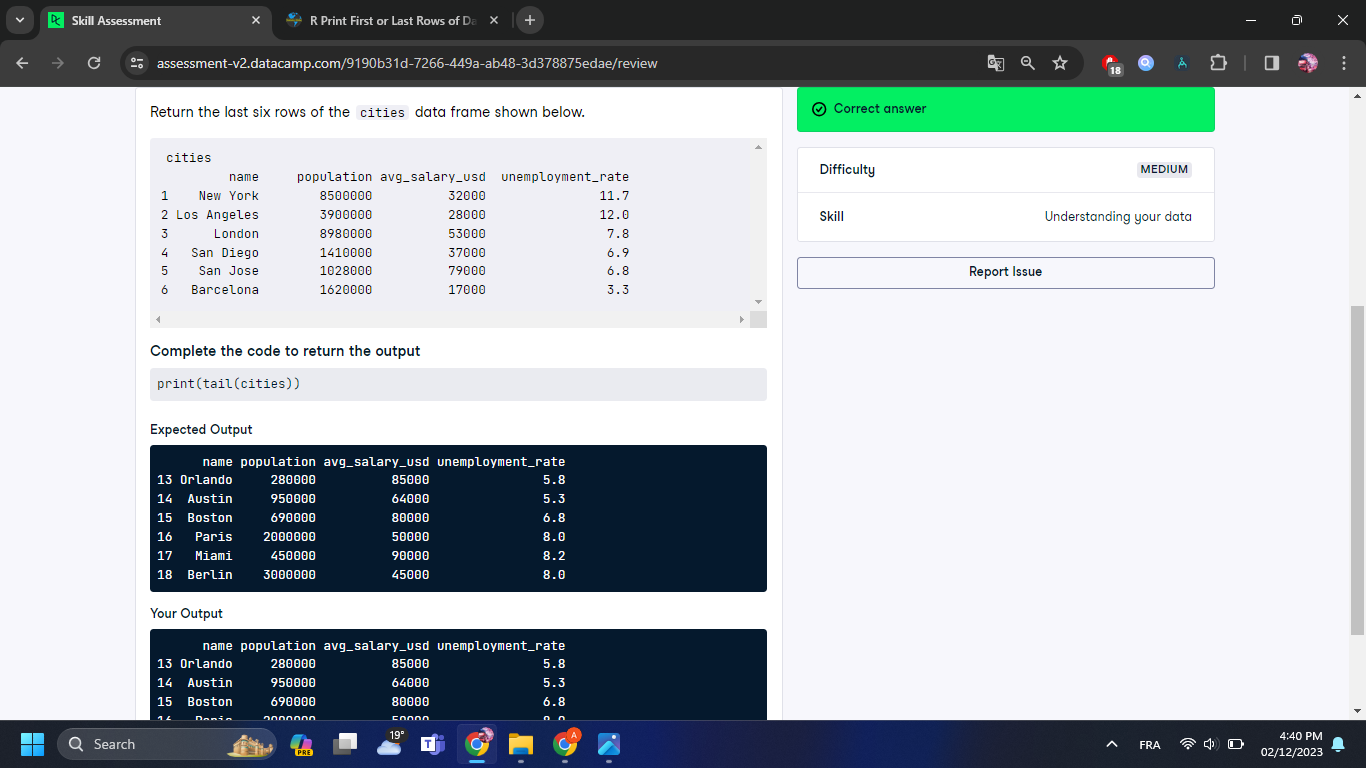 Skill Assessment
R Print First or Last Rows of Da
assessment-v2.datacamp.com/9190b31d-7266-449a-ab48-3d378875edae/review
18
Return the last six rows of the cities data frame shown below.
cities
name population avg_salary_usd unemployment_rate
1 New York 8500000 32000 11.7
2 Los Angeles 3900000 28000 12.0
3 London 8980000 53000 7.8
4 San Diego 1410000 37000 6.9
5 San Jose 1028000 79000 6.8
6 Barcelona 1620000 17000 3.3
Complete the code to return the output
print(tail(cities))
Expected Output
name population avg_salary_usd unemployment_rate
13 Orlando 280000 85000 5.8
14 Austin 950000 64000 5.3
15 Boston 690000 80000 6.8
16 Paris 2000000 50000 8.0
17 Miami 450000 90000 8.2
18 Berlin 3000000 45000 8.0
Your Output
name population avg_salary_usd unemployment_rate
13 Orlando 280000 85000 5.8
14 Austin 950000 64000 5.3
15 Boston 690000 80000 6.8
16 Paris 2000000 50000 8.0
Correct answer
Difficulty MEDIUM
Skill Understanding your data
Report Issue
Search
PRE
19°
A
FRA
4:40 PM
02/12/2023